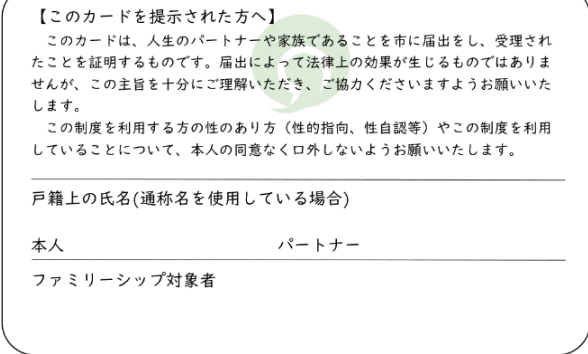 【このカードを提示された方へ】
　このカードは、人生のパートナーや家族であることを市に届出をし、受理され
たことを証明するものです。届出によって法律上の効果が生じるものではありま
せんが、この主旨を十分にご理解いただき、ご協力くださいますようお願いいた
します。
　この制度を利用する方の性のあり方（性的指向、性自認等）やこの制度を利用
していることについて、本人の同意なく口外しないようお願いいたします。
戸籍上の氏名(通称名を使用している場合)
本人　　　　　　　　　　　　　パートナー
ファミリーシップ対象者